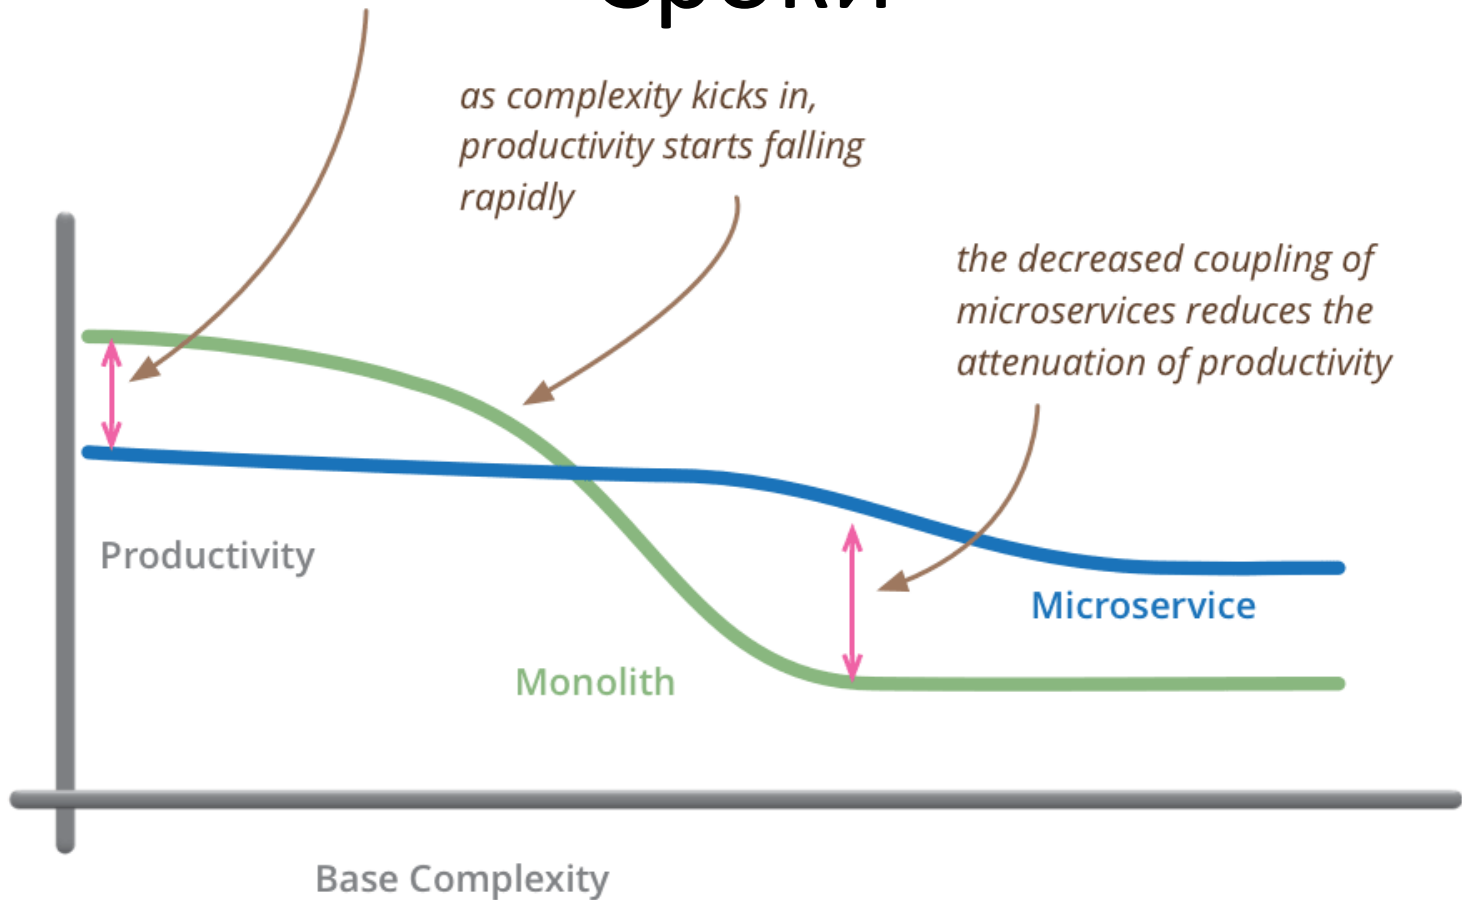 Сроки
as complexity kicks in,
productivity starts falling
rapidly
the decreased coupling of
microservices reduces the
attenuation of productivity
Productivity
Microservice
Monolith
Base Complexity